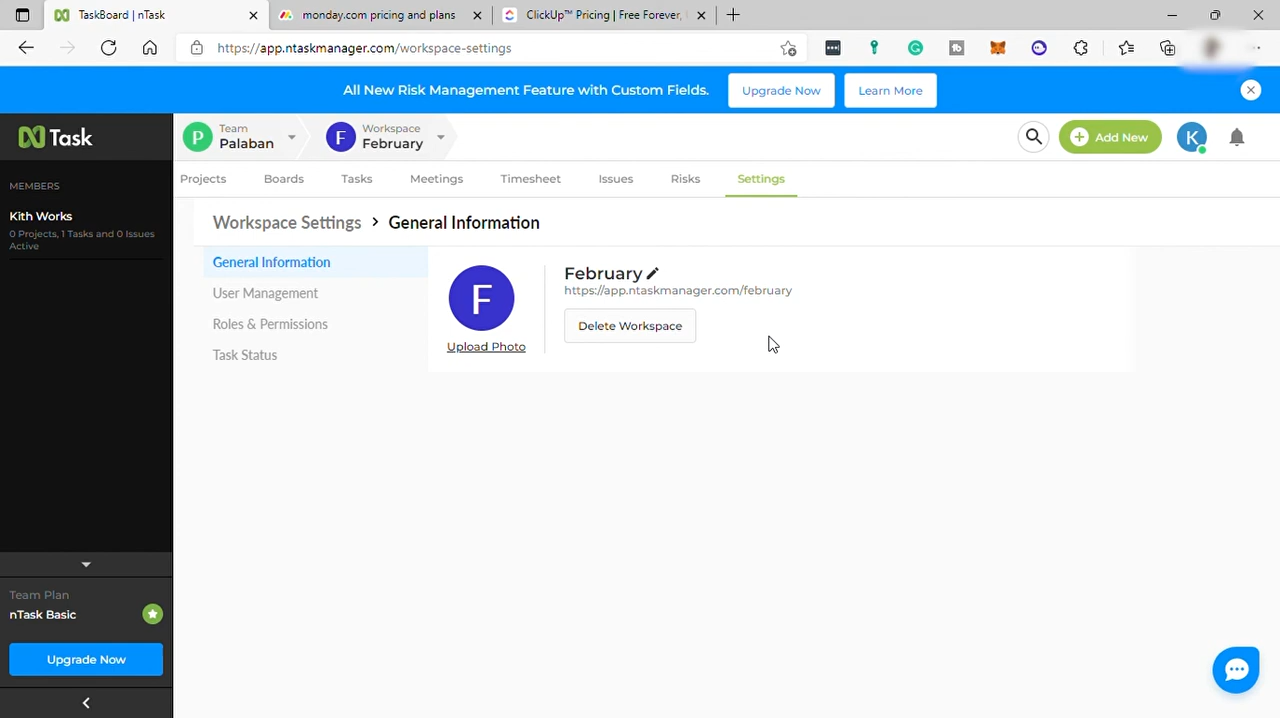 TaskBoard | nTask
monday.com pricing and plans
ClickUp™ Pricing | Free Forever,
https://app.ntaskmanager.com/workspace-settings
All New Risk Management Feature with Custom Fields.
Upgrade Now
Learn More
Task
P
Team
Palaban
F
Workspace
February
Add New
K
MEMBERS
Kith Works
0 Projects, 1 Tasks and 0 Issues
Active
Projects
Boards
Tasks
Meetings
Timesheet
Issues
Risks
Settings
Workspace Settings > General Information
General Information
User Management
Roles & Permissions
Task Status
F
Upload Photo
February
https://app.ntaskmanager.com/february
Delete Workspace
Team Plan
nTask Basic
Upgrade Now